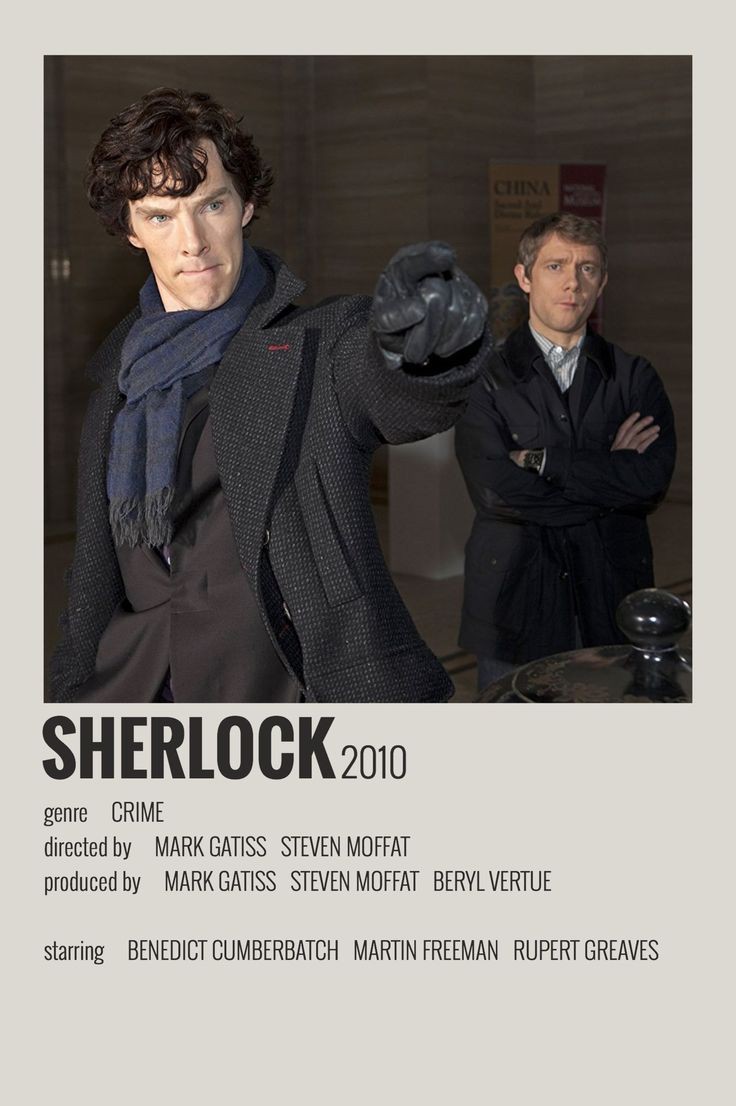 CHINA
SHERLOCK 2010
genre CRIME
directed by MARK GATISS STEVEN MOFFAT
produced by MARK GATISS STEVEN MOFFAT BERYL VERTUE
starring BENEDICT CUMBERBATCH MARTIN FREEMAN RUPERT GREAVES